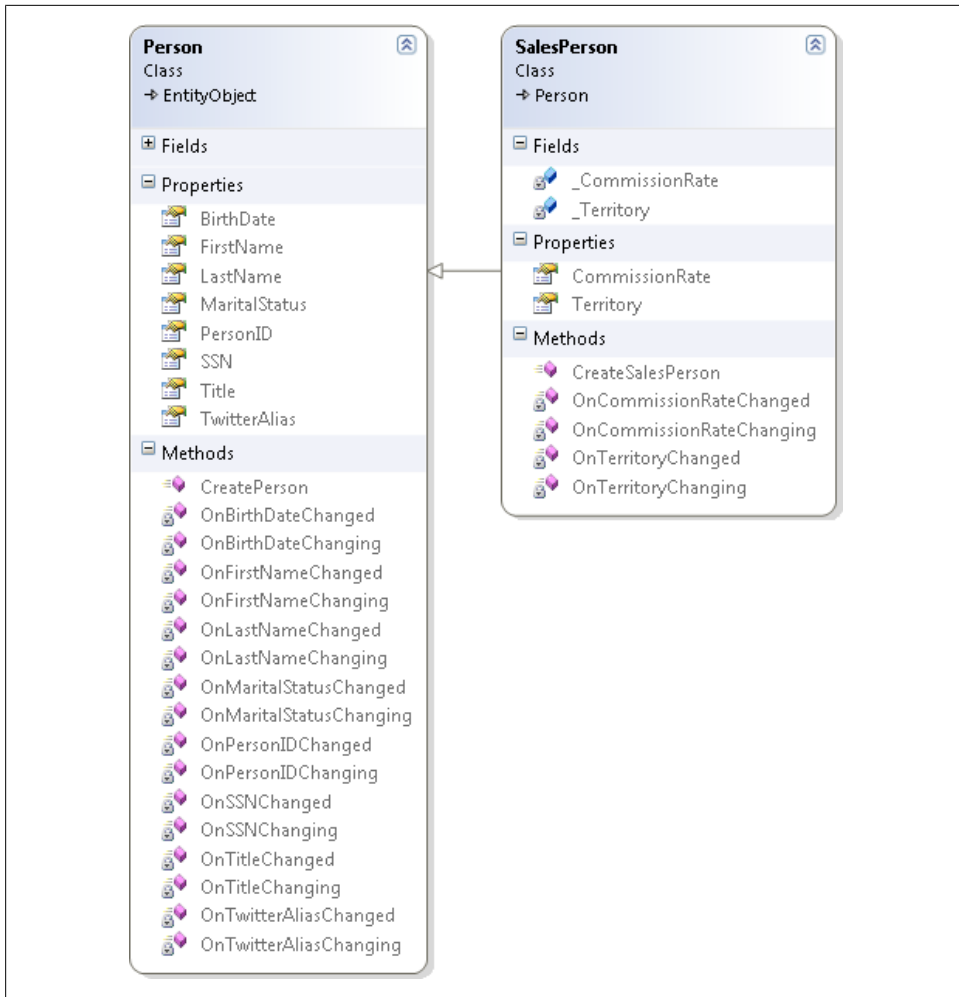 Person
Class
EntityObject
Fields
Properties
BirthDate
FirstName
LastName
MaritalStatus
PersonID
SSN
Title
TwitterAlias
Methods
CreatePerson
OnBirthDateChanged
OnBirthDateChanging
OnFirstNameChanged
OnFirstNameChanging
OnLastNameChanged
OnLastNameChanging
OnMaritalStatusChanged
OnMaritalStatusChanging
OnPersonIDChanged
OnPersonIDChanging
OnSSNChanged
OnSSNChanging
OnTitleChanged
OnTitleChanging
OnTwitterAliasChanged
OnTwitterAliasChanging
SalesPerson
Class
Person
Fields
_CommissionRate
_Territory
Properties
CommissionRate
Territory
Methods
CreateSalesPerson
OnCommissionRateChanged
OnCommissionRateChanging
OnTerritoryChanged
OnTerritoryChanging